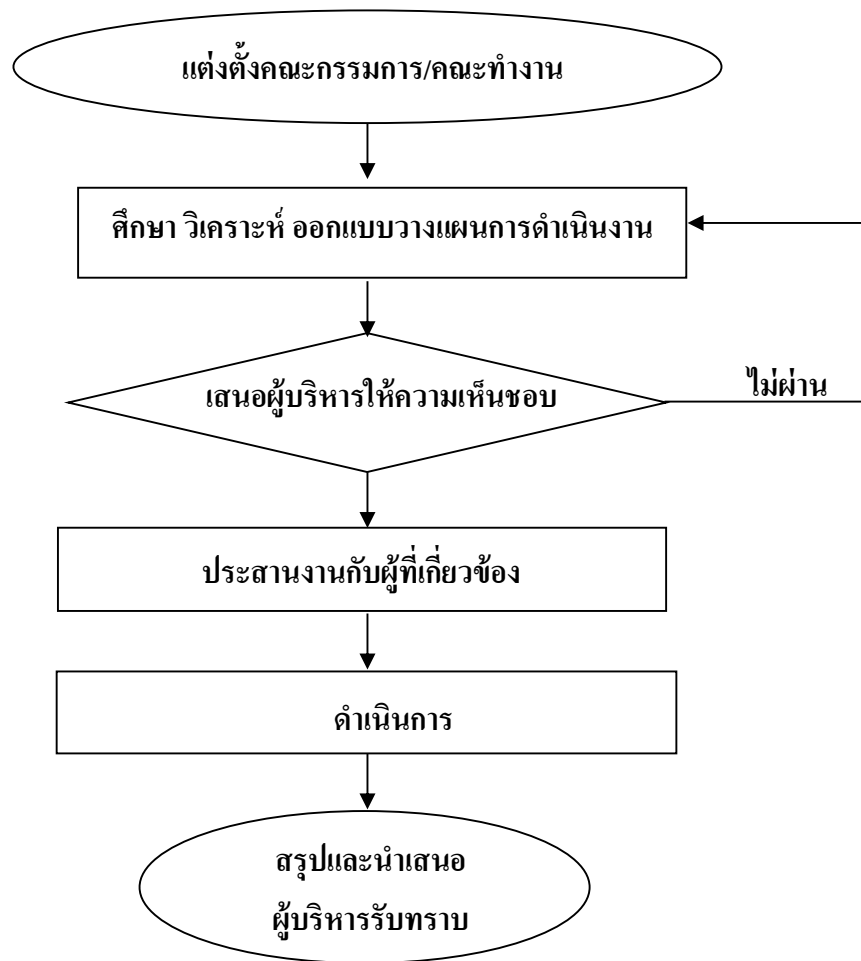 แต่งตั้งคณะกรรมการ/คณะทำงาน
ศึกษา วิเคราะห์ ออกแบบวางแผนการดำเนินงาน
เสนอผู้บริหารให้ความเห็นชอบ
ไม่ผ่าน
ประสานงานกับผู้ที่เกี่ยวข้อง
ดำเนินการ
สรุปและนำเสนอ
ผู้บริหารรับทราบ